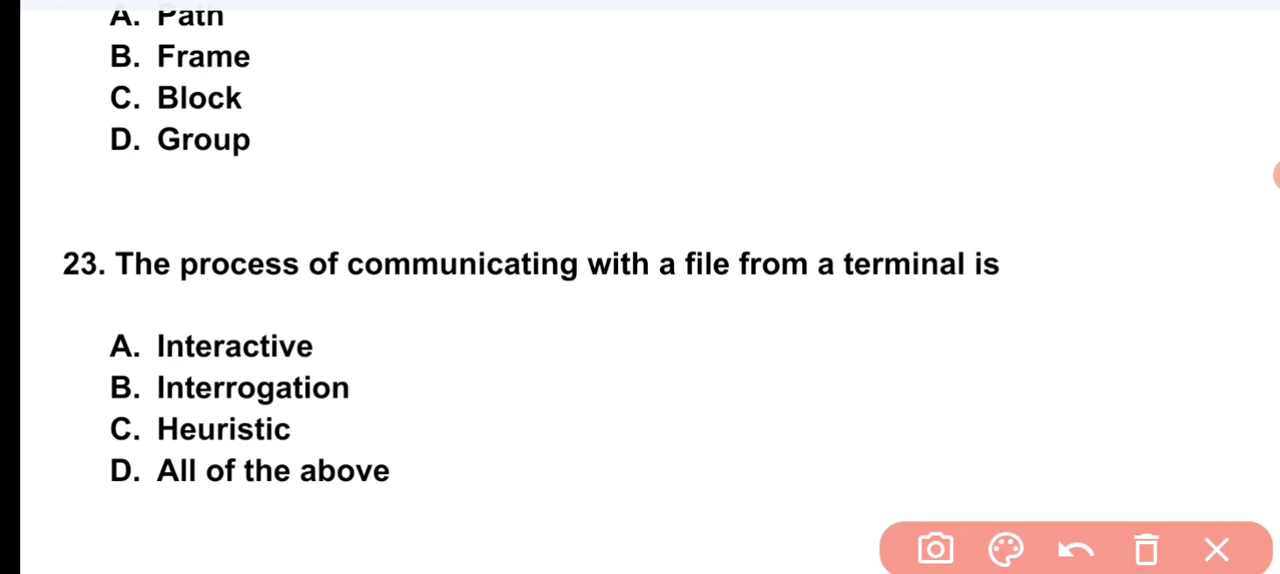 A. Path
B. Frame
C. Block
D. Group
23. The process of communicating with a file from a terminal is
A. Interactive
B. Interrogation
C. Heuristic
D. All of the above